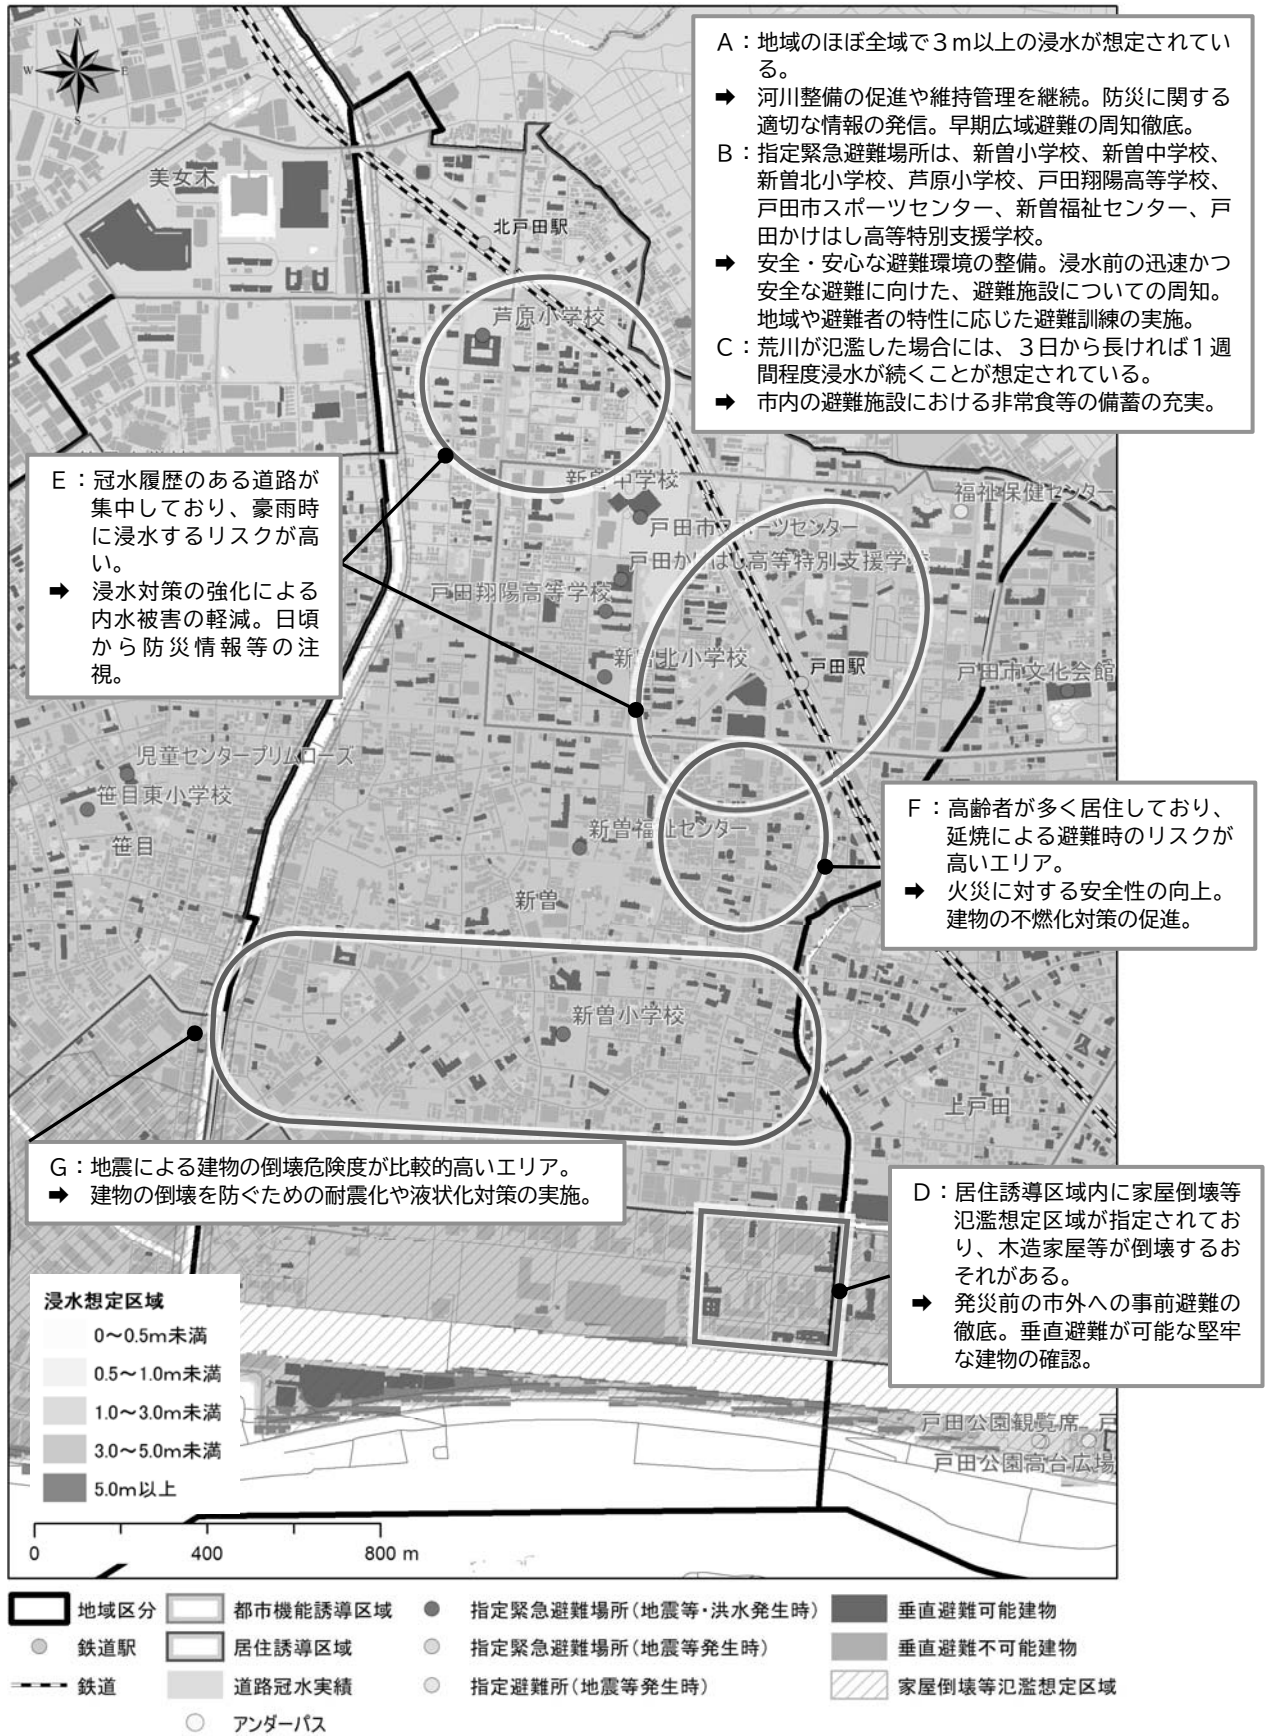 N
W
E
S
A：地域のほぼ全域で３ｍ以上の浸水が想定されてい
る。
➡ 河川整備の促進や維持管理を継続。防災に関する
適切な情報の発信。早期広域避難の周知徹底。
B：指定緊急避難場所は、新曽小学校、新曽中学校、
新曽北小学校、芦原小学校、戸田翔陽高等学校、
戸田市スポーツセンター、新曽福祉センター、戸
田かけはし高等特別支援学校。
➡ 安全・安心な避難環境の整備。浸水前の迅速かつ
安全な避難に向けた、避難施設についての周知。
地域や避難者の特性に応じた避難訓練の実施。
C：荒川が氾濫した場合には、３日から長ければ１週
間程度浸水が続くことが想定されている。
➡ 市内の避難施設における非常食等の備蓄の充実。
美女木
北戸田駅
芦原小学校
E：冠水履歴のある道路が
集中しており、豪雨時
に浸水するリスクが高
い。
➡ 浸水対策の強化による
内水被害の軽減。日頃
から防災情報等の注
視。
新曽中学校
福祉保健センター
戸田市スポーツセンター
戸田かけはし高等特別支援学校
戸田翔陽高等学校
新曽北小学校
戸田駅
戸田市文化会館
児童センタープリムローズ
笹目東小学校
笹目
新曽福祉センター
新曽
F：高齢者が多く居住しており、
延焼による避難時のリスクが
高いエリア。
➡ 火災に対する安全性の向上。
建物の不燃化対策の促進。
新曽小学校
上戸田
G：地震による建物の倒壊危険度が比較的高いエリア。
➡ 建物の倒壊を防ぐための耐震化や液状化対策の実施。
D：居住誘導区域内に家屋倒壊等
氾濫想定区域が指定されてお
り、木造家屋等が倒壊するお
それがある。
➡ 発災前の市外への事前避難の
徹底。垂直避難が可能な堅牢
な建物の確認。
浸水想定区域
0～0.5m未満
0.5～1.0m未満
1.0～3.0m未満
3.0～5.0m未満
5.0m以上
戸田公園観覧席 戸
戸田公園高台広場
0 400 800 m
地域区分 都市機能誘導区域 指定緊急避難場所（地震等・洪水発生時） 垂直避難可能建物
鉄道駅 居住誘導区域 指定緊急避難場所（地震等発生時） 垂直避難不可能建物
鉄道 道路冠水実績 指定避難所（地震等発生時） 家屋倒壊等氾濫想定区域
アンダーパス